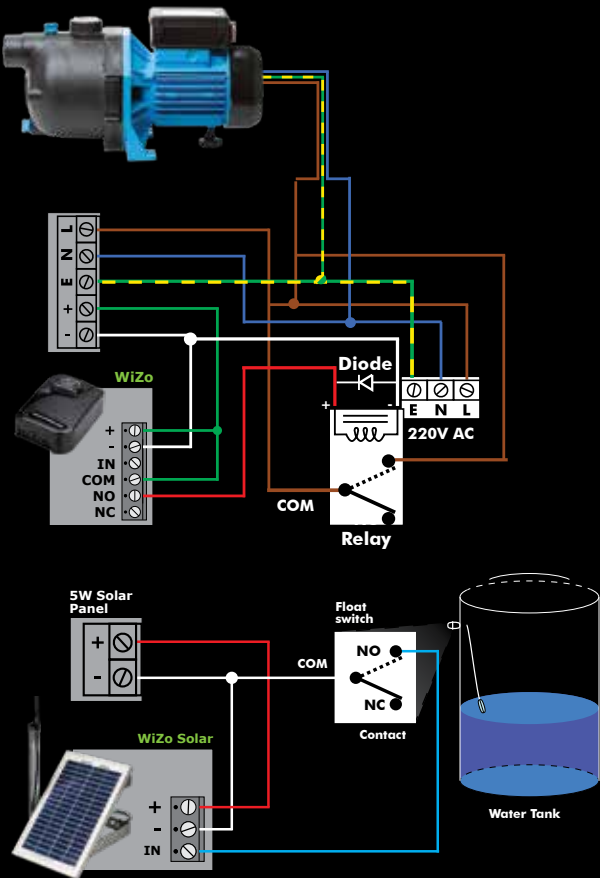 L
N
E
+
-
WiZo
+
-
IN
COM
NO
NC
Diode
+ -
E N L
220V AC
COM
Relay
5W Solar
Panel
+
-
WiZo Solar
+
-
IN
Float
switch
COM
NO
NC
Contact
Water Tank